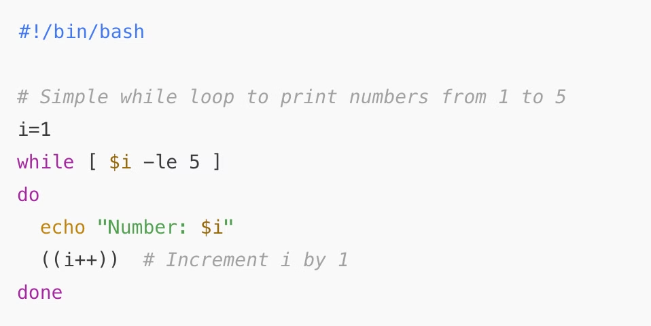 #!/bin/bash

# Simple while loop to print numbers from 1 to 5
i=1
while [ $i -le 5 ]
do
  echo "Number: $i"
  ((i++))  # Increment i by 1
done